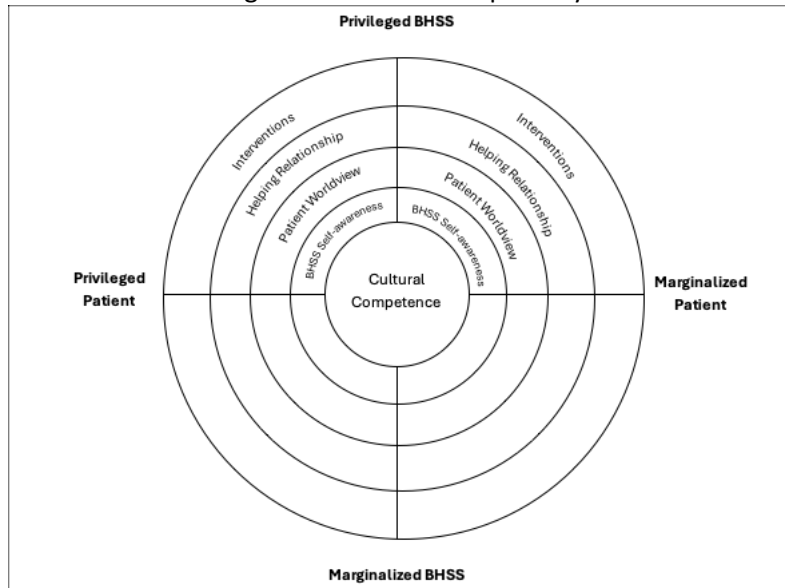 Privileged BHSS
Interventions
Interventions
Helping Relationship
Helping Relationship
Patient Worldview
Patient Worldview
BHSS Self-awareness
BHSS Self-awareness
Cultural
Competence
Privileged
Patient
Marginalized
Patient
Marginalized BHSS